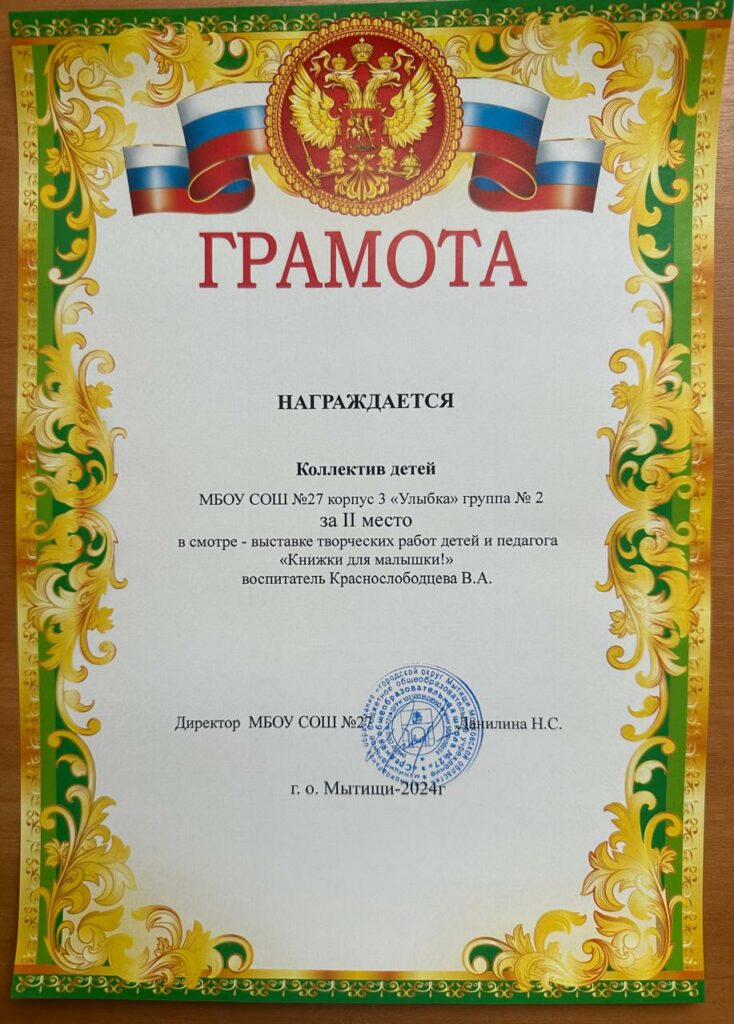 ГРАМОТА
НАГРАЖДАЕТСЯ
Коллектив детей
МБОУ СОШ №27 корпус 3 «Улыбка» группа № 2
за II место
в смотре - выставке творческих работ детей и педагога
«Книжки для малышки!»
воспитатель Краснослободцева В.А.
Директор МБОУ СОШ №27 Данилина Н.С.
г. о. Мытищи-2024г